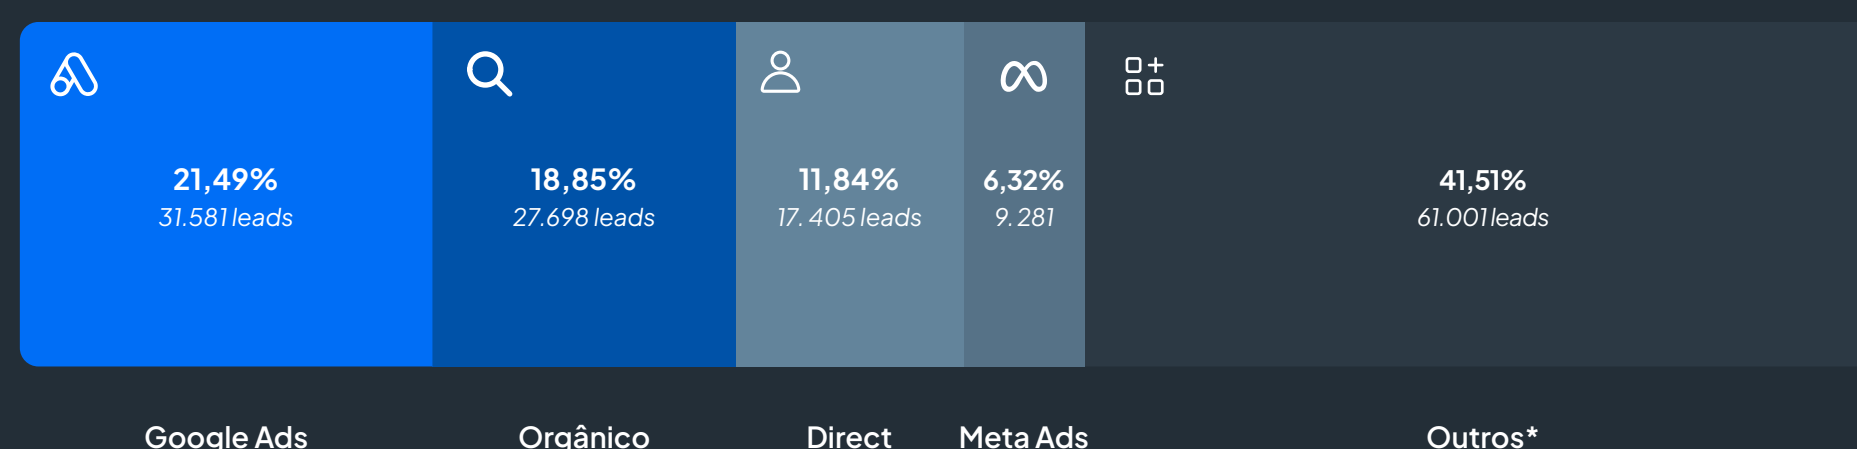 21,49%
31.581 leads
18,85%
27.698 leads
11,84%
17. 405 leads
6,32%
9. 281
41,51%
61.001 leads
Google Ads
Orgânico
Direct
Meta Ads
Outros*